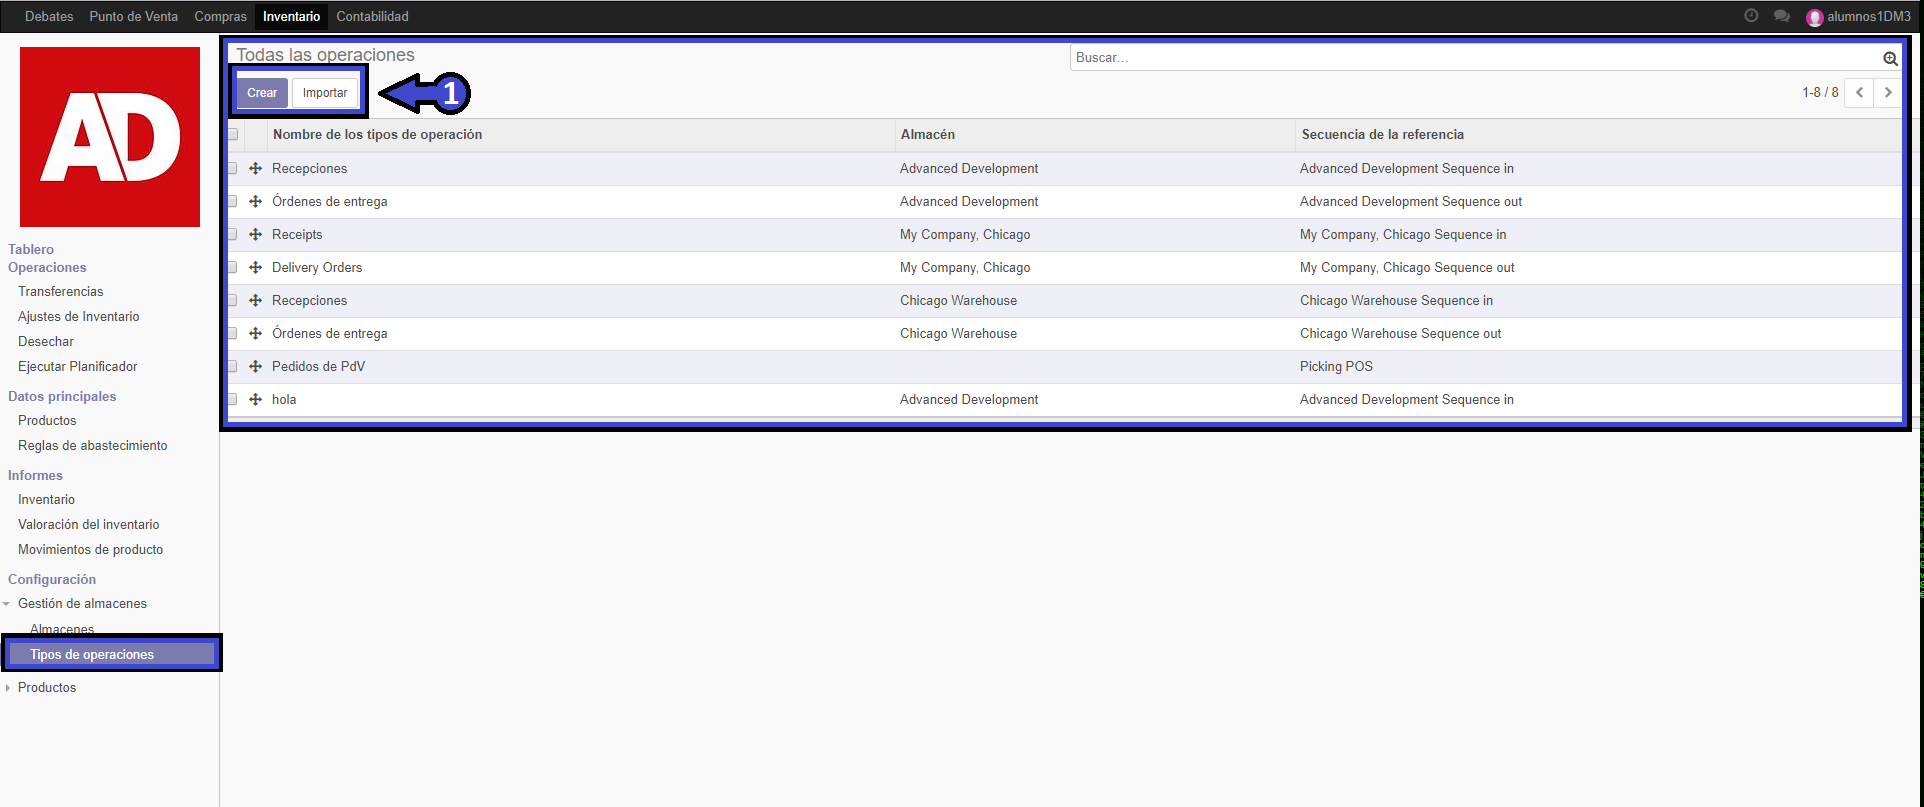 Debates Punto de Venta Compras Inventario Contabilidad alumnos1DM3
AD
Todas las operaciones
Buscar...
Crear Importar
1
1-8 / 8
Nombre de los tipos de operación Almacén Secuencia de la referencia
Recepciones Advanced Development Advanced Development Sequence in
Órdenes de entrega Advanced Development Advanced Development Sequence out
Receipts My Company, Chicago My Company, Chicago Sequence in
Delivery Orders My Company, Chicago My Company, Chicago Sequence out
Recepciones Chicago Warehouse Chicago Warehouse Sequence in
Órdenes de entrega Chicago Warehouse Chicago Warehouse Sequence out
Pedidos de PdV Picking POS
hola Advanced Development Advanced Development Sequence in
Tablero
Operaciones
Transferencias
Ajustes de Inventario
Desechar
Ejecutar Planificador
Datos principales
Productos
Reglas de abastecimiento
Informes
Inventario
Valoración del inventario
Movimientos de producto
Configuración
Gestión de almacenes
Almacenes
Tipos de operaciones
Productos